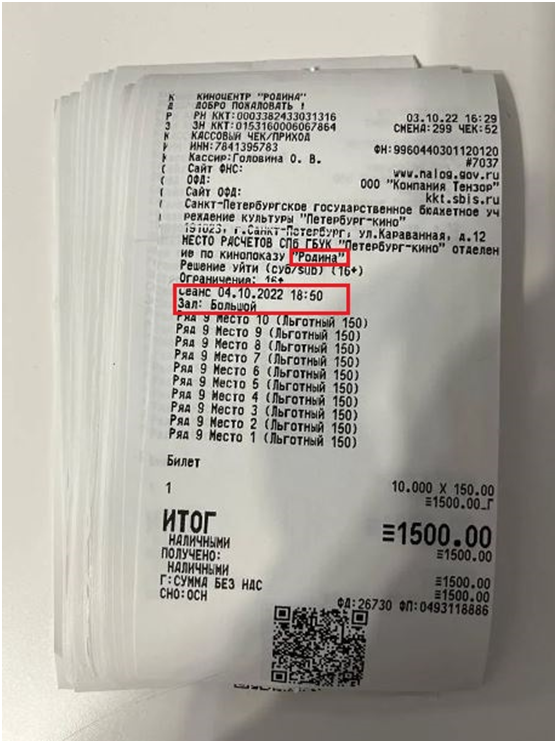 КИНОЦЕНТР "РОДИНА"
ДОБРО ПОЖАЛОВАТЬ !
РН ККТ:0003382433031316 03.10.22 16:29
ЗН ККТ:0153160006067864 СМЕНА:299 ЧЕК:52
КАССОВЫЙ ЧЕК/ПРИХОД
ИНН:7841395783 ФН:9960440301120120
Кассир:Головина О. В. #7037
Сайт ФНС: www.nalog.gov.ru
ОФД: ООО "Компания Тензор"
Сайт ОФД: kkt.sbis.ru
Санкт-Петербургское государственное бюджетное уч
реждение культуры "Петербург-кино"
191023, г.Санкт-Петербург, ул.Караванная, д.12
МЕСТО РАСЧЕТОВ СПб ГБУК "Петербург-кино" отделен
ие по кинопоказу "Родина"
Решение уйти (суб/sub) (16+)
Ограничения: 16+
Сеанс 04.10.2022 18:50
Зал: Большой
Ряд 9 Место 10 (Льготный 150)
Ряд 9 Место 9 (Льготный 150)
Ряд 9 Место 8 (Льготный 150)
Ряд 9 Место 7 (Льготный 150)
Ряд 9 Место 6 (Льготный 150)
Ряд 9 Место 5 (Льготный 150)
Ряд 9 Место 4 (Льготный 150)
Ряд 9 Место 3 (Льготный 150)
Ряд 9 Место 2 (Льготный 150)
Ряд 9 Место 1 (Льготный 150)
Билет
1 10.000 X 150.00
≡1500.00_Г
ИТОГ ≡1500.00
НАЛИЧНЫМИ ≡1500.00
ПОЛУЧЕНО:
НАЛИЧНЫМИ ≡1500.00
Г:СУММА БЕЗ НДС ≡1500.00
СНО:ОСН ФД:26730 ФП:0493118886